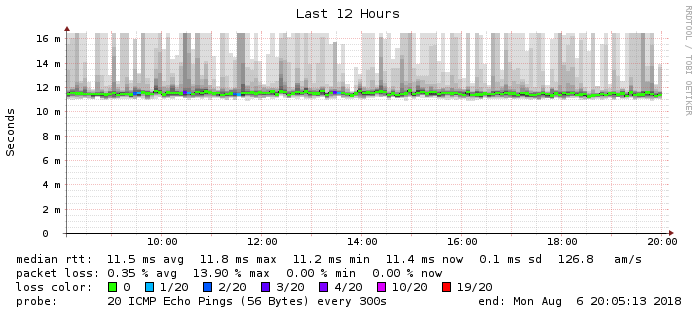 Last 12 Hours
RRDTOOL / TOBI OETIKER
Seconds
16 m
14 m
12 m
10 m
8 m
6 m
4 m
2 m
0
10:00 12:00 14:00 16:00 18:00 20:00
median rtt: 11.5 ms avg 11.8 ms max 11.2 ms min 11.4 ms now 0.1 ms sd 126.8 am/s
packet loss: 0.35 % avg 13.90 % max 0.00 % min 0.00 % now
loss color: 0 1/20 2/20 3/20 4/20 10/20 19/20
probe: 20 ICMP Echo Pings (56 Bytes) every 300s end: Mon Aug 6 20:05:13 2018